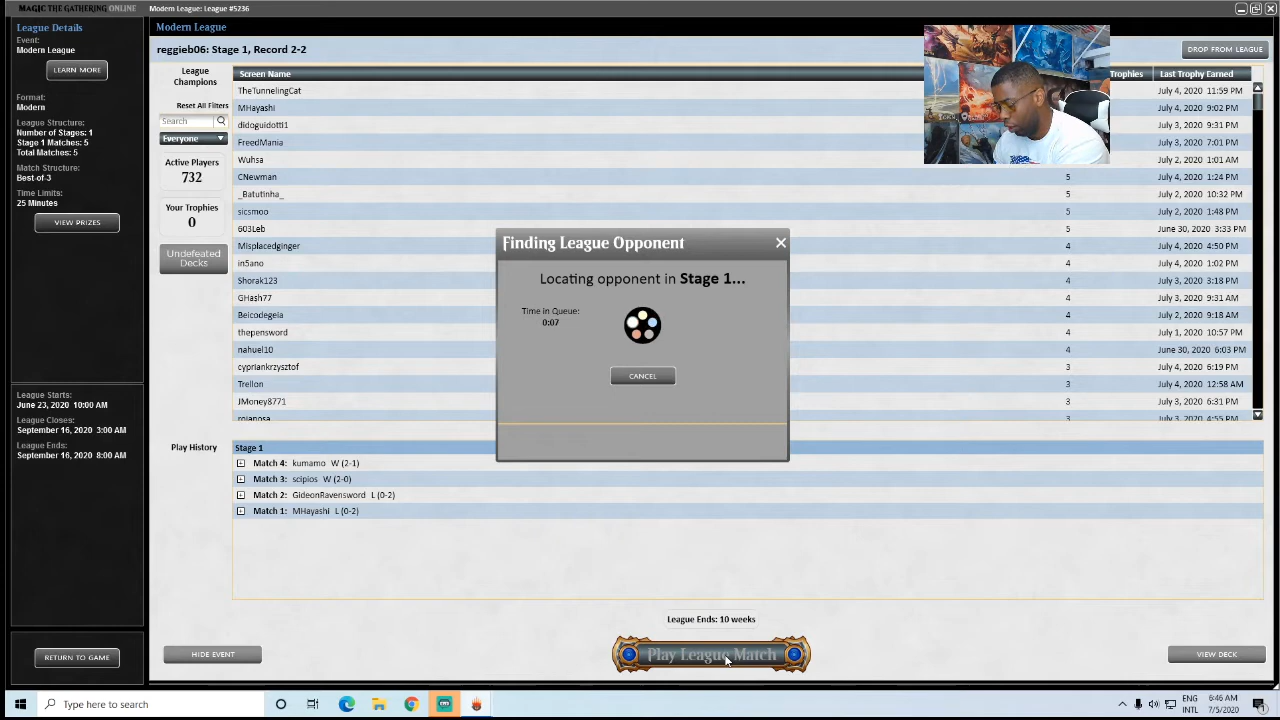 MAGIC THE GATHERING ONLINE Modern League: League #5236
League Details
Event:
Modern League
LEARN MORE
Format:
Modern
League Structure:
Number of Stages: 1
Stage 1 Matches: 5
Total Matches: 5
Match Structure:
Best-of-3
Time Limits:
25 Minutes
VIEW PRIZES
League Starts:
June 23, 2020 10:00 AM
League Closes:
September 16, 2020 3:00 AM
League Ends:
September 16, 2020 8:00 AM
RETURN TO GAME
Modern League
reggieb06: Stage 1, Record 2-2
DROP FROM LEAGUE
League Champions
Reset All Filters
Search
Everyone
Active Players
732
Your Trophies
0
Undefeated Decks
Screen Name Trophies Last Trophy Earned
TheTunnelingCat July 4, 2020 11:59 PM
MHayashi July 4, 2020 9:02 PM
didoguidotti1 July 3, 2020 9:31 PM
FreedMania July 3, 2020 7:01 PM
Wuhsa July 2, 2020 1:01 AM
CNewman 5 July 4, 2020 1:24 PM
_Batutinha_ 5 July 2, 2020 10:32 PM
sicsmoo 5 July 2, 2020 1:48 PM
603Leb 5 June 30, 2020 3:33 PM
Misplacedginger 4 July 4, 2020 4:50 PM
in5ano 4 July 4, 2020 1:02 PM
Shorak123 4 July 4, 2020 3:18 PM
GHash77 4 July 3, 2020 9:31 AM
Beicodegeia 4 July 2, 2020 9:18 AM
thepensword 4 July 1, 2020 10:57 PM
nahuel10 4 June 30, 2020 6:03 PM
cypriankrzysztof 3 July 4, 2020 6:19 PM
Trellon 3 July 4, 2020 12:58 AM
JMoney8771 3 July 3, 2020 6:31 PM
rojanosa 3 July 3, 2020 4:55 PM
Finding League Opponent
Locating opponent in Stage 1...
Time in Queue:
0:07
CANCEL
Play History
Stage 1
Match 4: kumamo W (2-1)
Match 3: scipios W (2-0)
Match 2: GideonRavensword L (0-2)
Match 1: MHayashi L (0-2)
League Ends: 10 weeks
HIDE EVENT
Play League Match
VIEW DECK
Type here to search
ENG
INTL
6:46 AM
7/5/2020